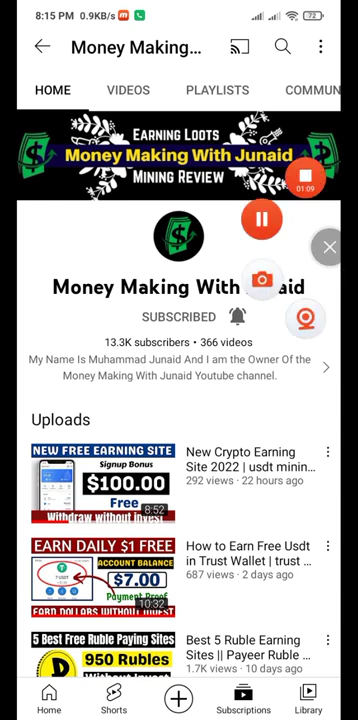 8:15 PM 0.9KB/s
72
Money Making...
HOME VIDEOS PLAYLISTS COMMUN
EARNING LOOTS
Money Making With Junaid
MINING REVIEW
01:09
Money Making With aid
SUBSCRIBED
13.3K subscribers • 366 videos
My Name Is Muhammad Junaid And I am the Owner Of the
Money Making With Junaid Youtube channel.
Uploads
NEW FREE EARNING SITE
Signup Bonus
$100.00
Free
8:52
Withdraw without invest
New Crypto Earning
Site 2022 | usdt minin...
292 views · 22 hours ago
EARN DAILY $1 FREE
ACCOUNT BALANCE
$7.00
Payment Proof
10:32
How to Earn Free Usdt
in Trust Wallet | trust ...
687 views · 2 days ago
5 Best Free Ruble Paying Sites
950 Rubles
Best 5 Ruble Earning
Sites || Payeer Ruble ...
1.7K views · 10 days ago
Home
Shorts
Subscriptions
Library